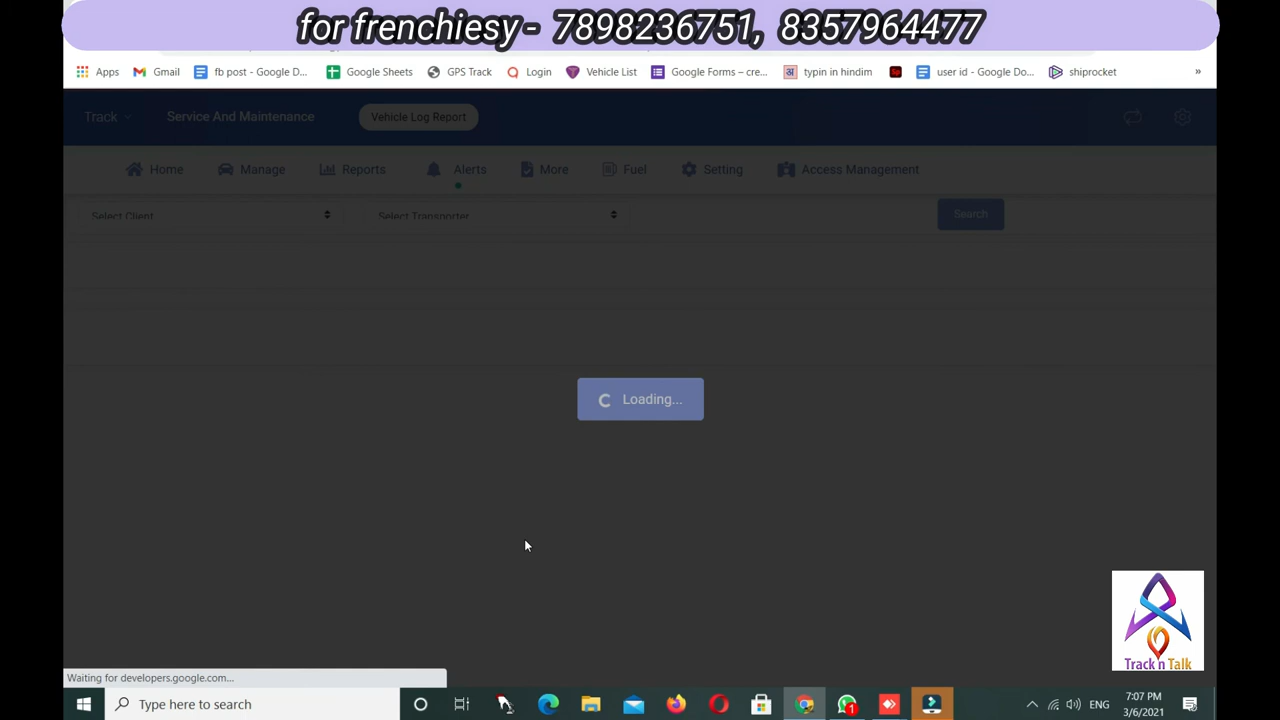 for frenchiesy - 7898236751, 8357964477
Apps Gmail fb post - Google D... Google Sheets GPS Track Login Vehicle List Google Forms – cre... typin in hindim user id - Google Do... shiprocket »
Track Service And Maintenance Vehicle Log Report
Home Manage Reports Alerts More Fuel Setting Access Management
Select Client Select Transporter Search
Loading...
Track n Talk
Waiting for developers.google.com...
Type here to search 1 ENG 7:07 PM
3/6/2021